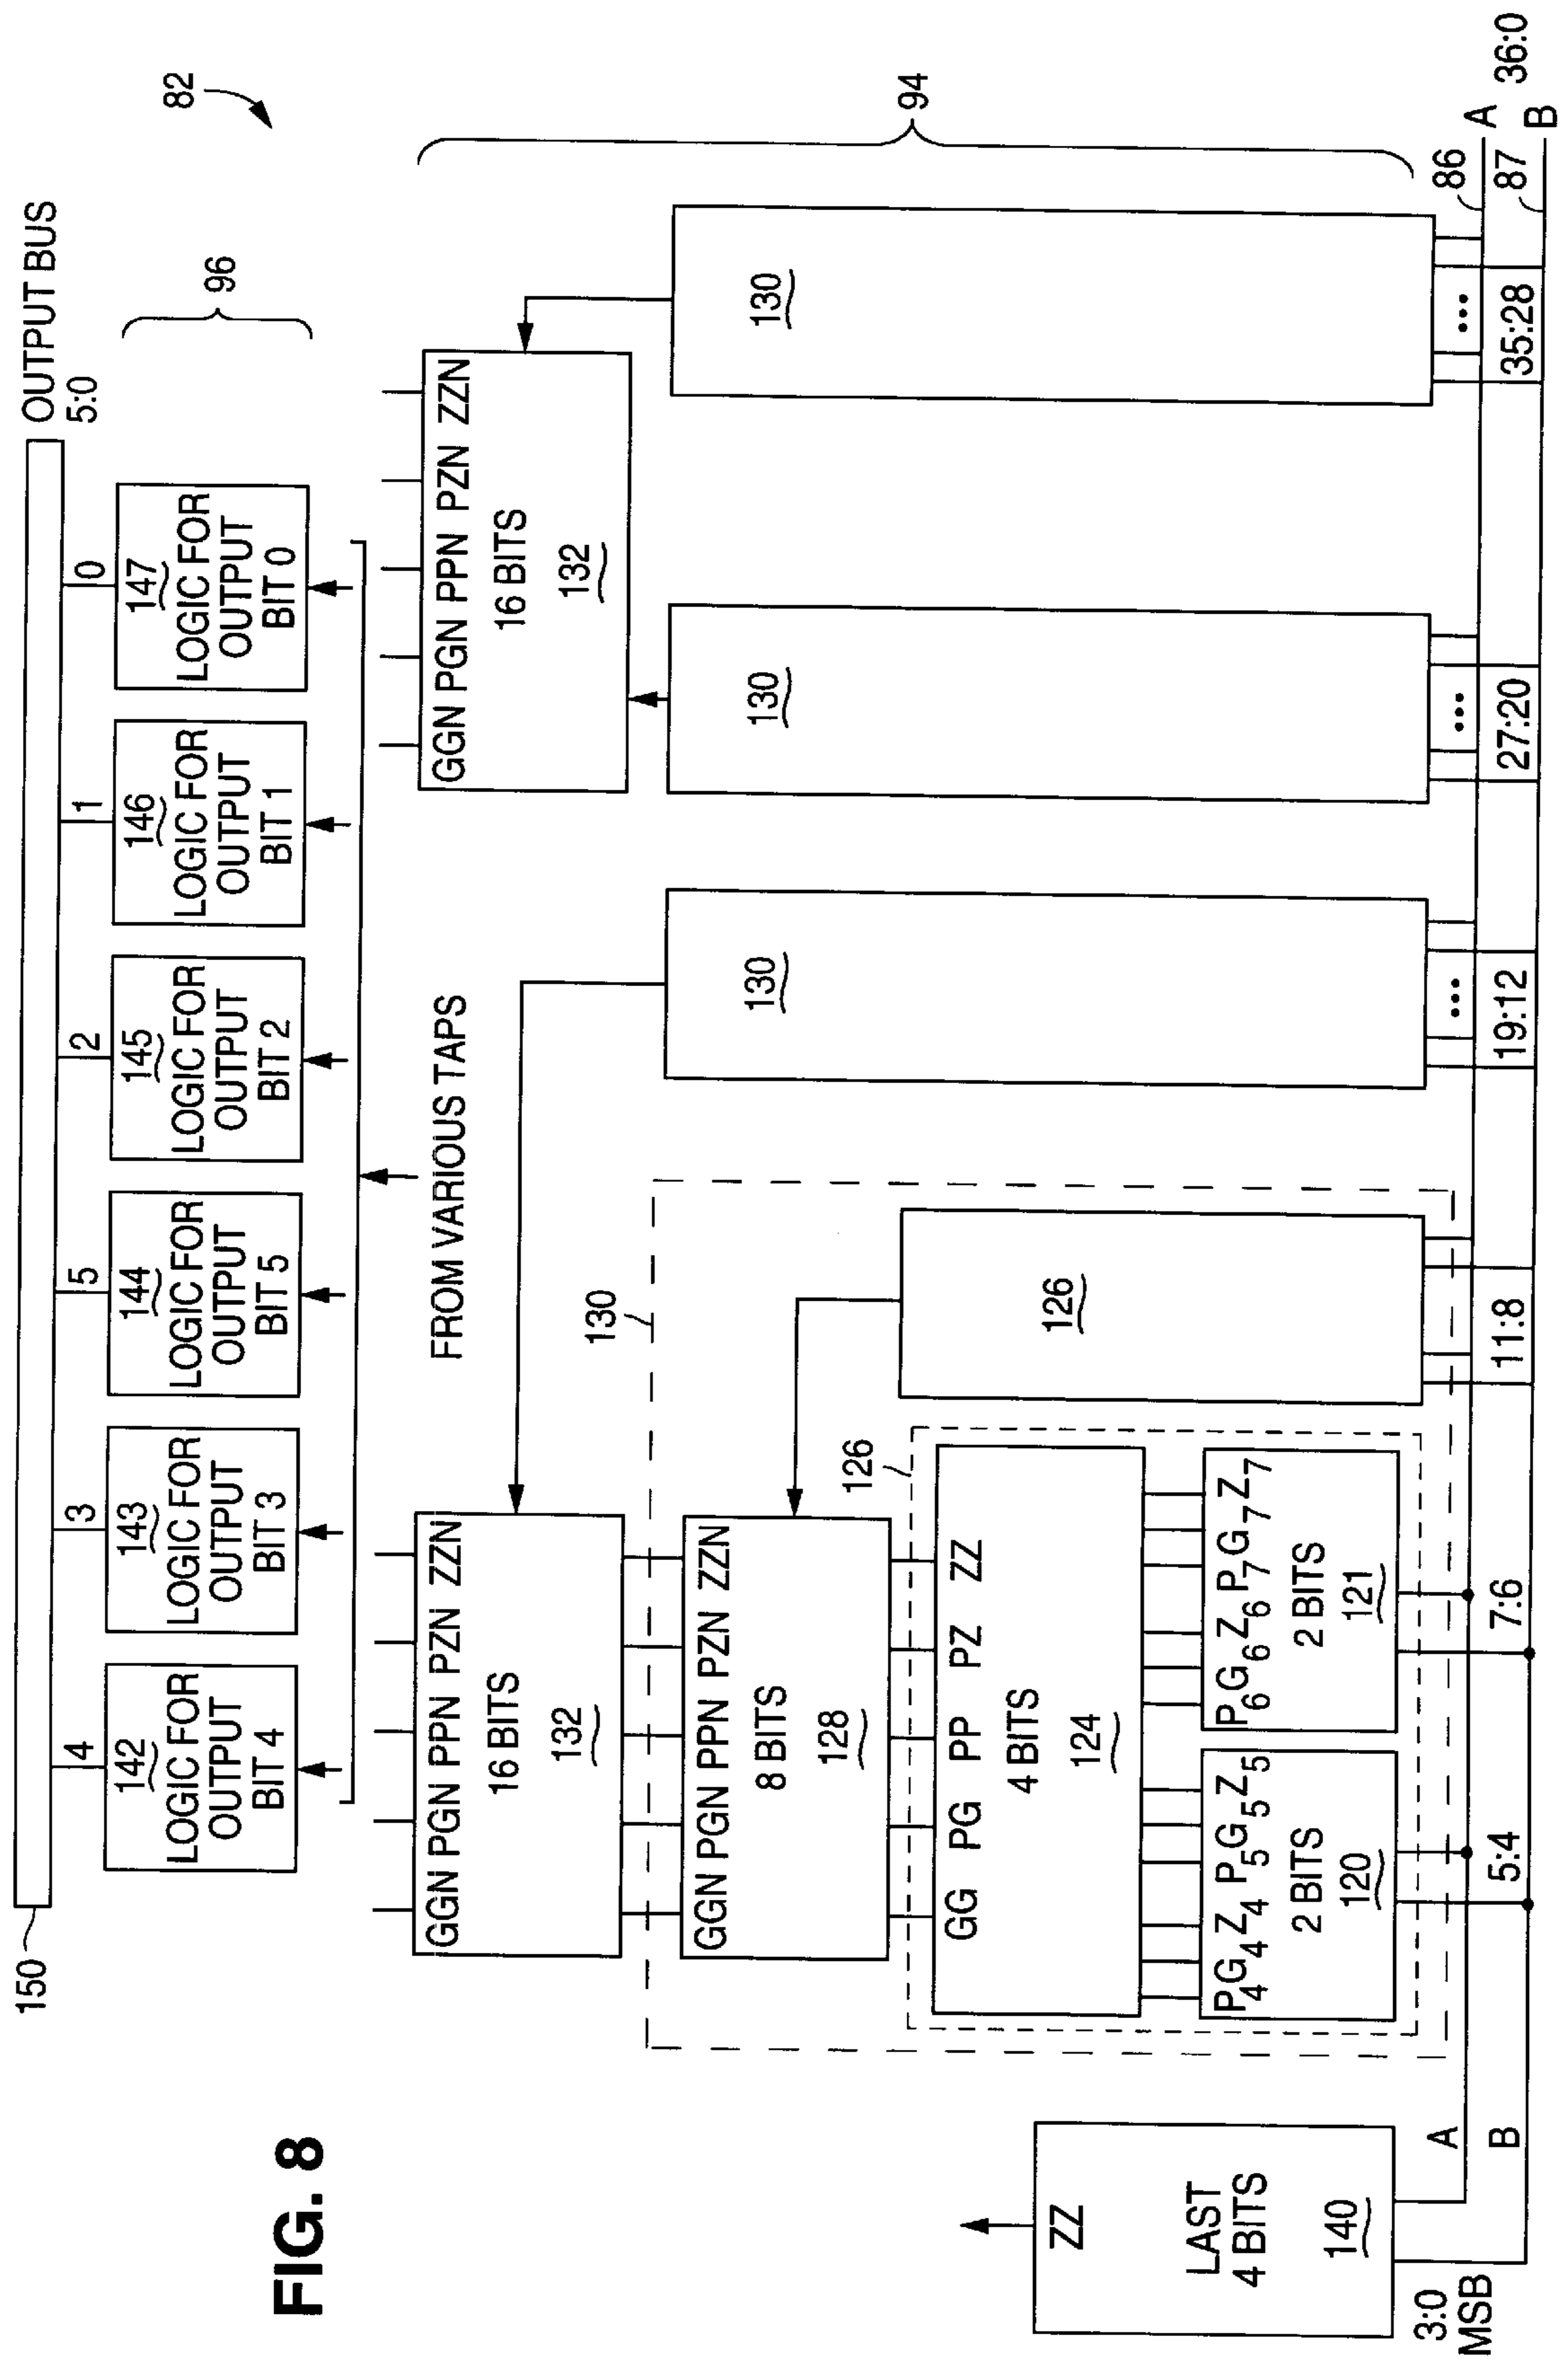 FIG. 8
82
150
OUTPUT BUS
5:0
4
3
5
2
1
0
142
LOGIC FOR
OUTPUT
BIT 4
143
LOGIC FOR
OUTPUT
BIT 3
144
LOGIC FOR
OUTPUT
BIT 5
145
LOGIC FOR
OUTPUT
BIT 2
146
LOGIC FOR
OUTPUT
BIT 1
147
LOGIC FOR
OUTPUT
BIT 0
96
FROM VARIOUS TAPS
GGN PGN PPN PZN ZZN
16 BITS
132
GGN PGN PPN PZN ZZN
16 BITS
132
94
130
GGN PGN PPN PZN ZZN
8 BITS
128
130
130
130
126
GG PG PP PZ ZZ
4 BITS
124
126
P4 G4 Z4 P5 G5 Z5
2 BITS
120
P6 G6 Z6 P7 G7 Z7
2 BITS
121
ZZ
LAST
4 BITS
140
A
B
3:0
MSB
5:4
7:6
11:8
...
19:12
...
27:20
...
35:28
86
87
A
B
36:0